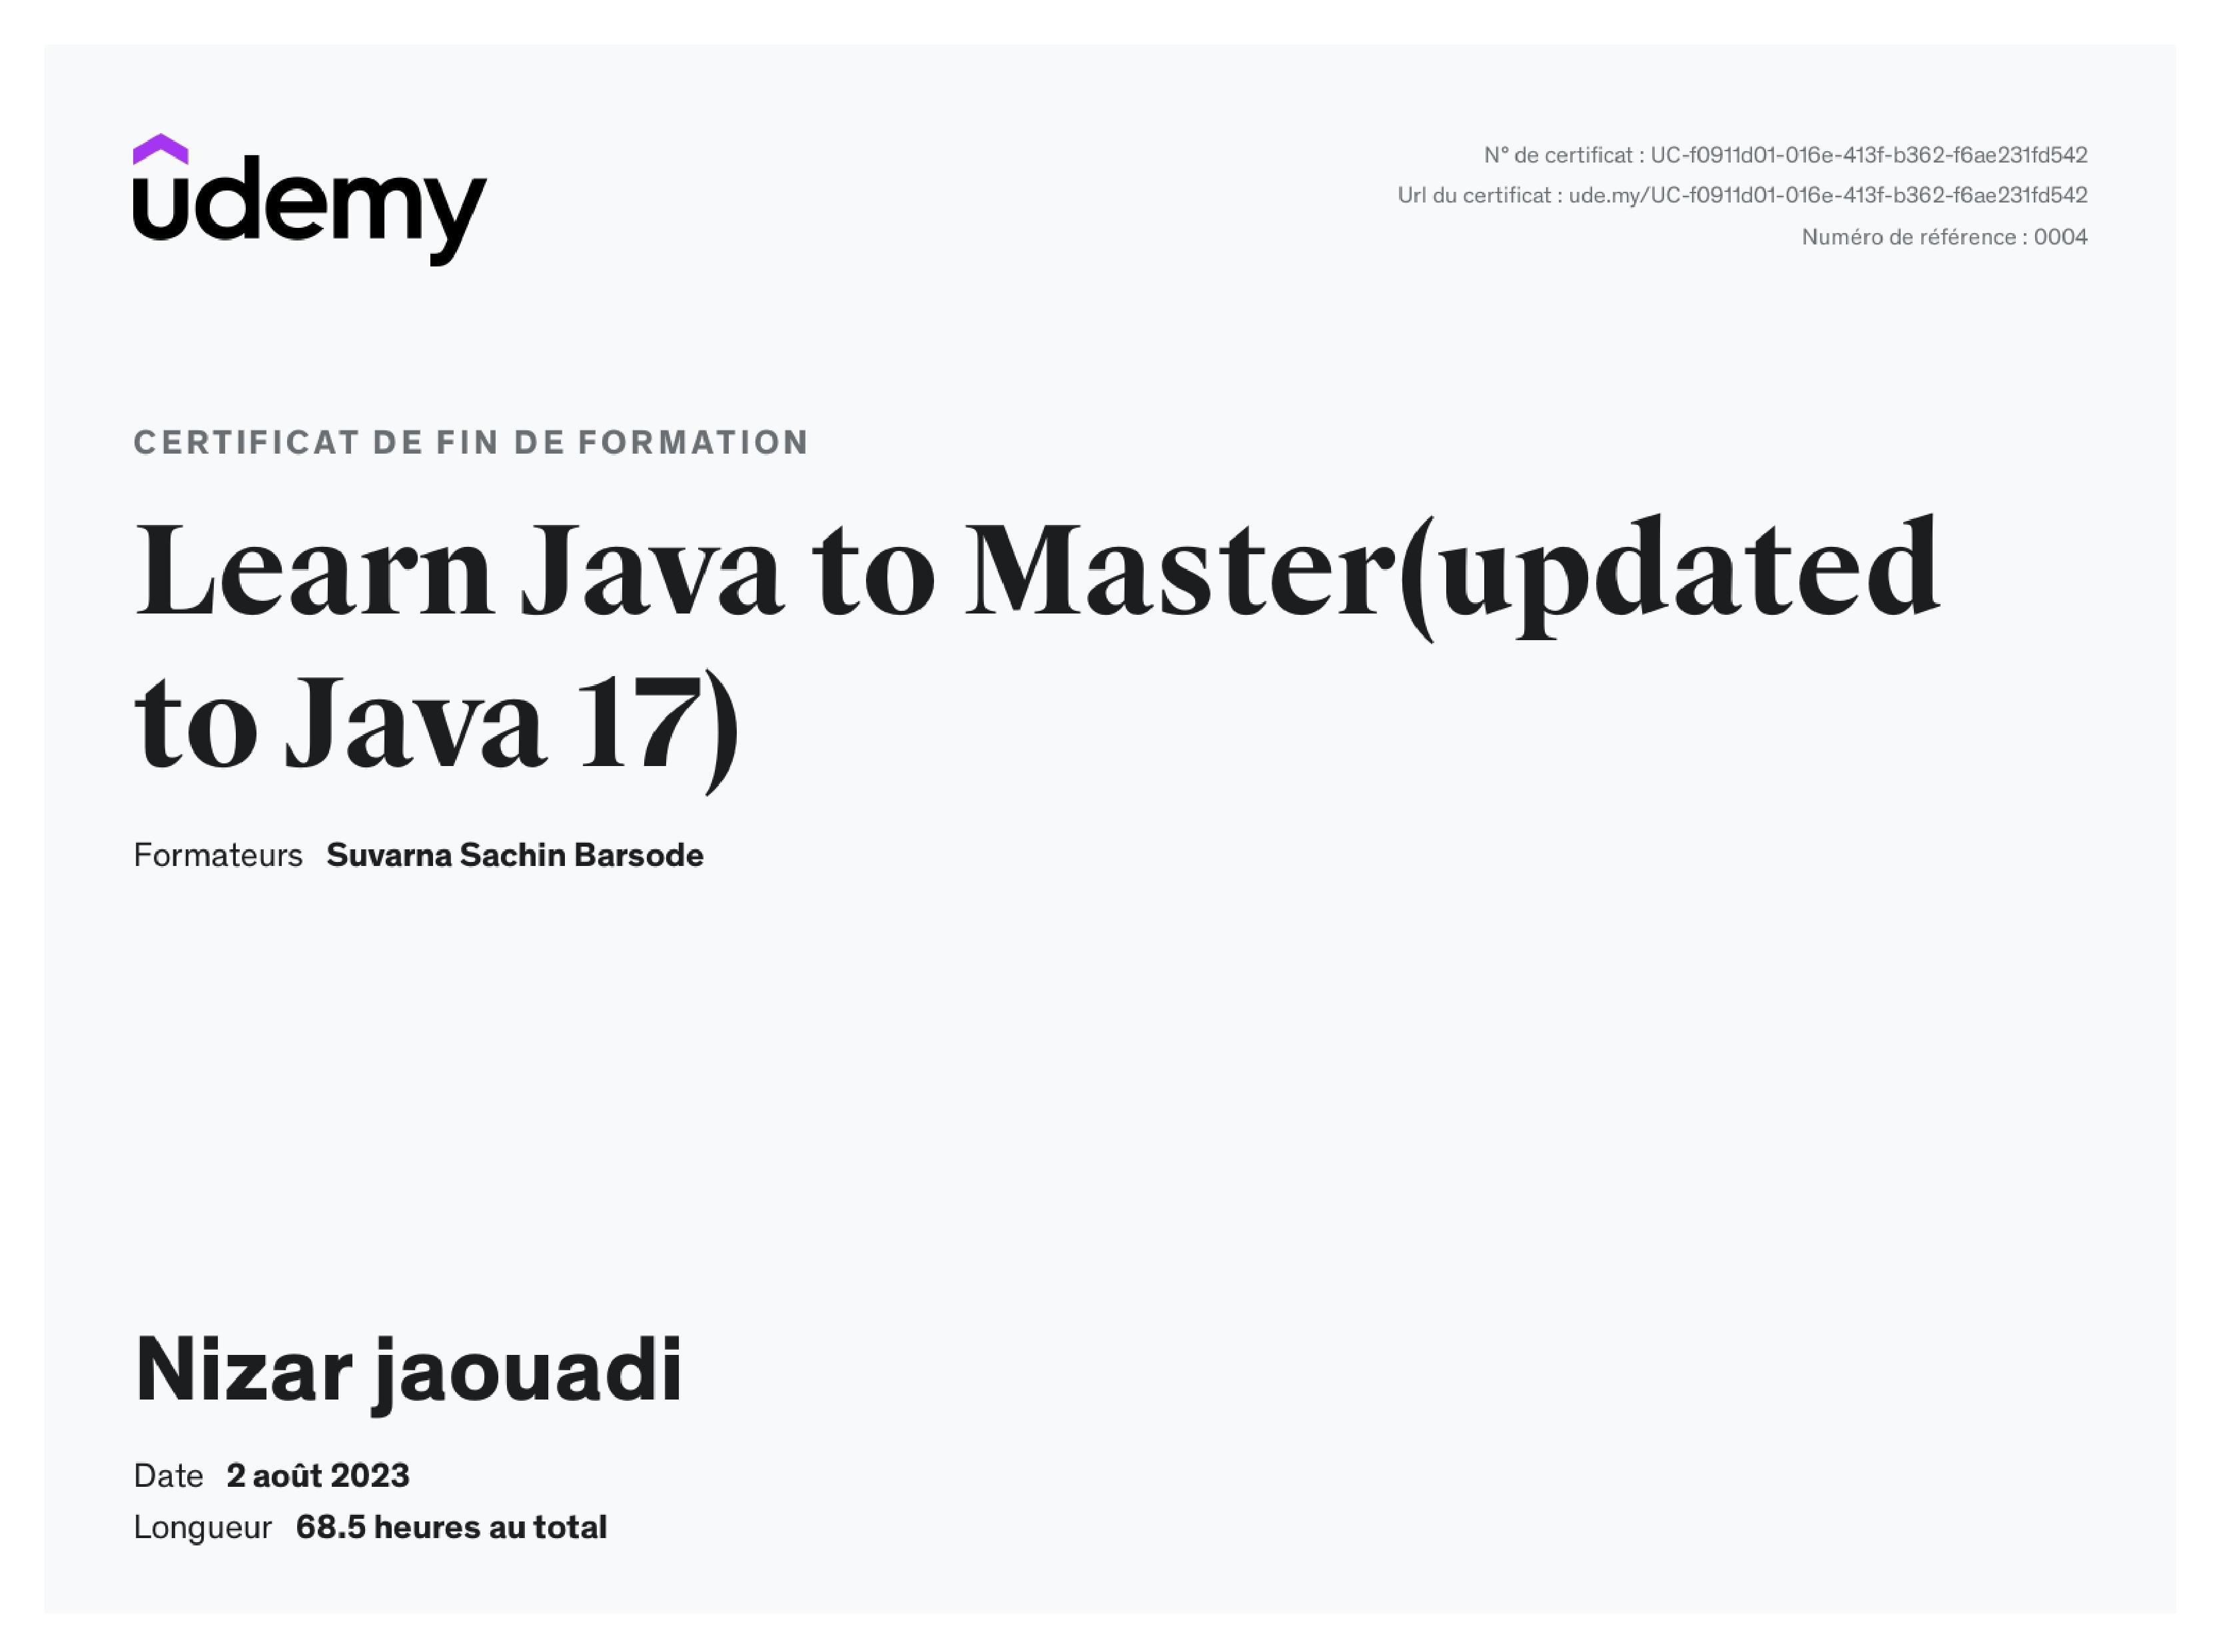 udemy
N° de certificat : UC-f0911d01-016e-413f-b362-f6ae231fd542
Url du certificat : ude.my/UC-f0911d01-016e-413f-b362-f6ae231fd542
Numéro de référence : 0004
CERTIFICAT DE FIN DE FORMATION
Learn Java to Master(updated
to Java 17)
Formateurs Suvarna Sachin Barsode
Nizar jaouadi
Date 2 août 2023
Longueur 68.5 heures au total